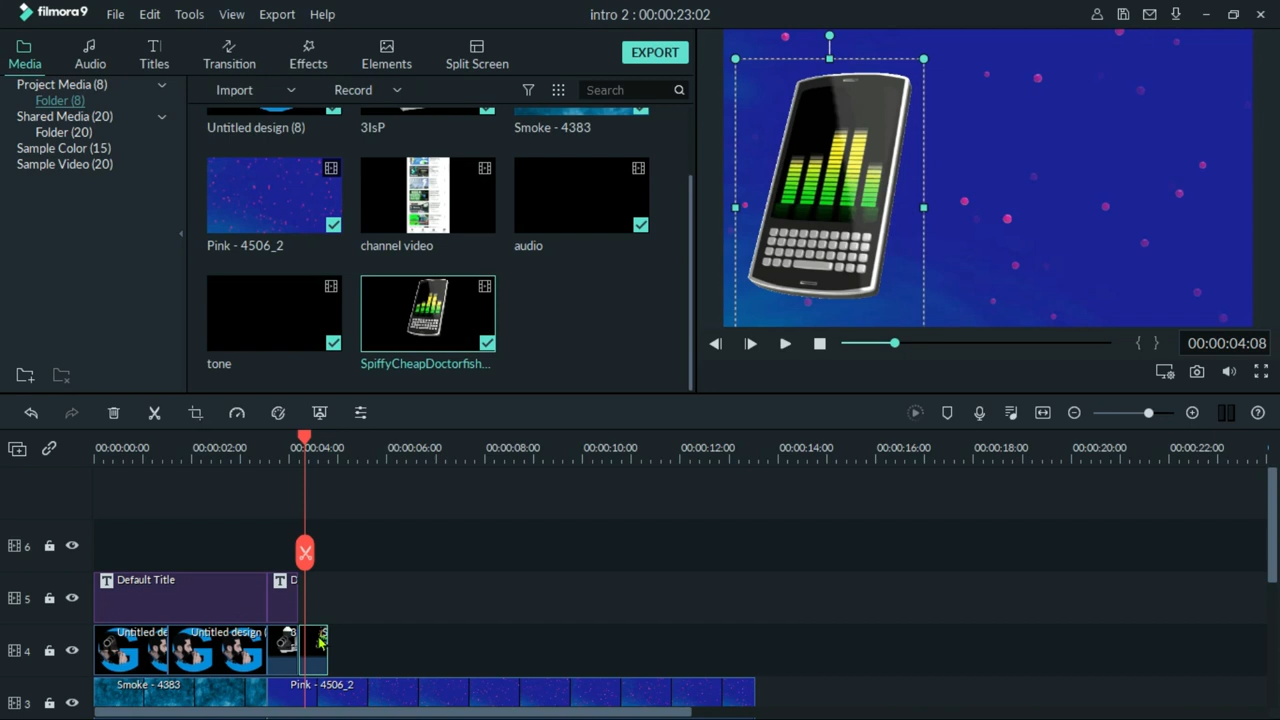 filmora9 File Edit Tools View Export Help intro 2 : 00:00:23:02
Media Audio Titles Transition Effects Elements Split Screen EXPORT
Project Media (8)
Folder (8)
Shared Media (20)
Folder (20)
Sample Color (15)
Sample Video (20)
Import Record Search
Untitled design (8) 3IsP Smoke - 4383
Pink - 4506_2 channel video audio
tone SpiffyCheapDoctorfish...
{ } 00:00:04:08
00:00:00:00 00:00:02:00 00:00:04:00 00:00:06:00 00:00:08:00 00:00:10:00 00:00:12:00 00:00:14:00 00:00:16:00 00:00:18:00 00:00:20:00 00:00:22:00
6
5 T Default Title T D
4 Untitled de Untitled design (
3 Smoke - 4383 Pink - 4506_2